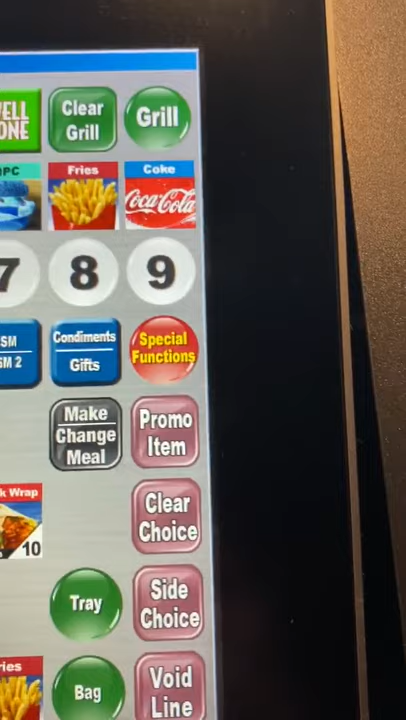 Clear
Grill
Grill
Fries
Coke
Coca-Cola
7
8
9
Condiments
Gifts
Special
Functions
Make
Change
Meal
Promo
Item
Wrap
10
Clear
Choice
Tray
Side
Choice
Bag
Void
Line